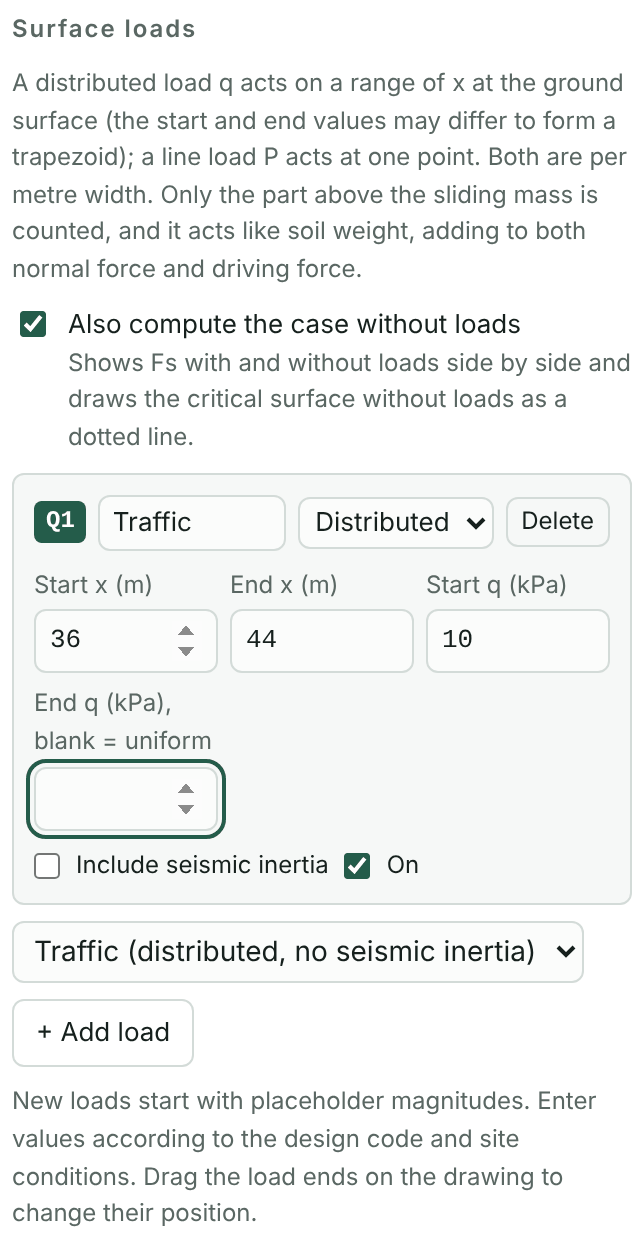 Surface loads
A distributed load q acts on a range of x at the ground
surface (the start and end values may differ to form a
trapezoid); a line load P acts at one point. Both are per
metre width. Only the part above the sliding mass is
counted, and it acts like soil weight, adding to both
normal force and driving force.
Also compute the case without loads
Shows Fs with and without loads side by side and
draws the critical surface without loads as a
dotted line.
Q1 Traffic Distributed Delete
Start x (m) End x (m) Start q (kPa)
36 44 10
End q (kPa),
blank = uniform
Include seismic inertia On
Traffic (distributed, no seismic inertia)
+ Add load
New loads start with placeholder magnitudes. Enter
values according to the design code and site
conditions. Drag the load ends on the drawing to
change their position.